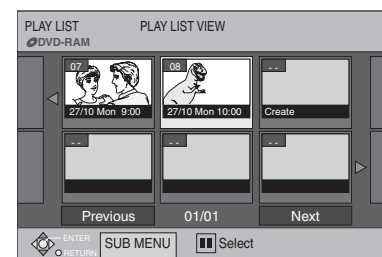 PLAY LIST PLAY LIST VIEW
DVD-RAM
07 08 - -
27/10 Mon 9:00 27/10 Mon 10:00 Create
- - - - - -
Previous 01/01 Next
ENTER
RETURN
SUB MENU Select